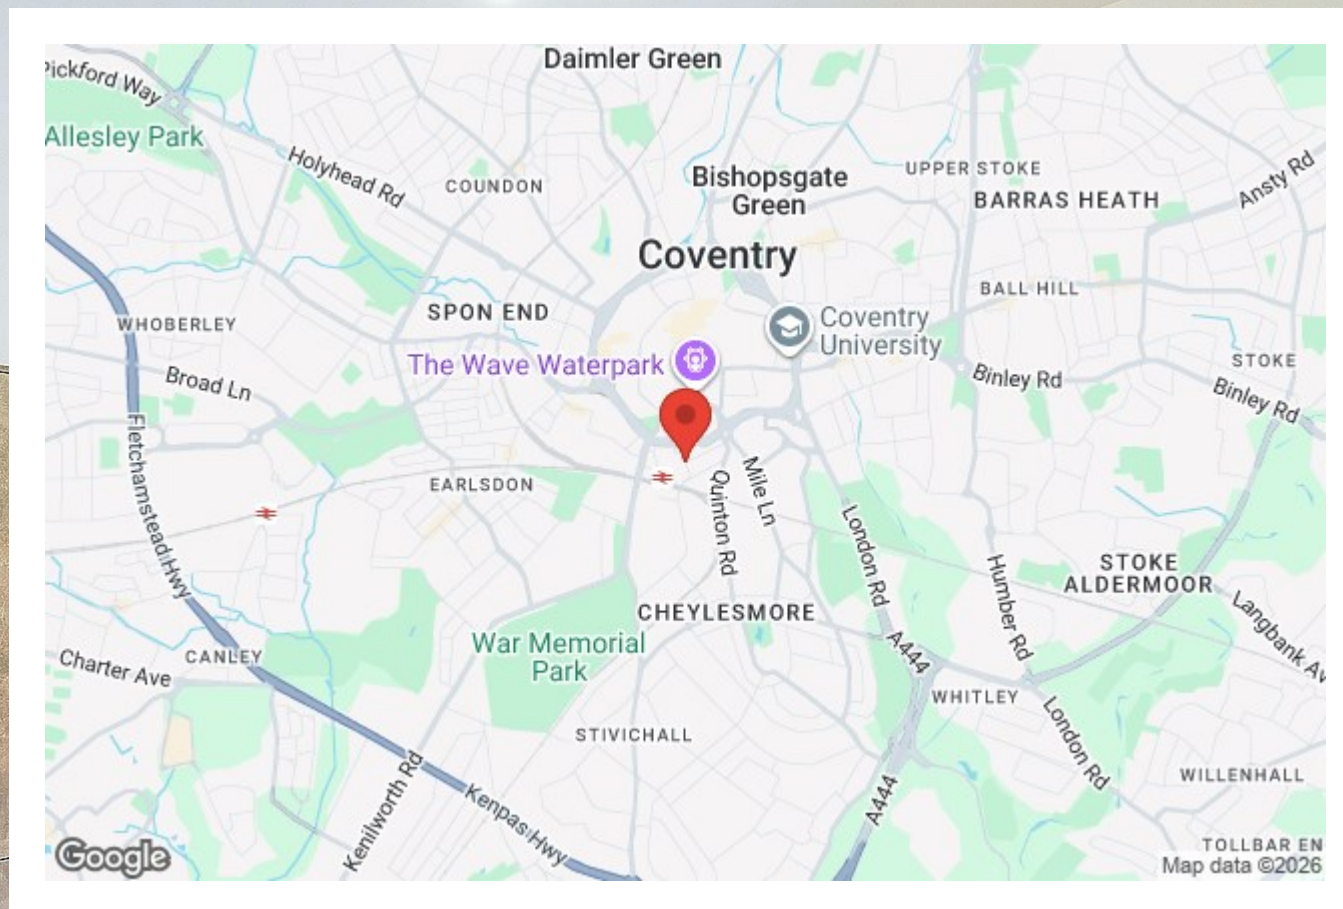 Daimler Green
Pickford Way
Allesley Park
Holyhead Rd
COUNDON
Bishopsgate
Green
UPPER STOKE
BARRAS HEATH
Ansty Rd
Coventry
BALL HILL
SPON END
WHOBERLEY
Coventry
University
The Wave Waterpark
STOKE
Broad Ln
Binley Rd
Binley Rd
Fletchamstead Hwy
EARLSDON
Mile Ln
Quinton Rd
London Rd
Humber Rd
STOKE
ALDERMOOR
CHEYLESMORE
Langbank Av
War Memorial
Park
A444
CANLEY
Charter Ave
WHITLEY
STIVICHALL
London Rd
Kenilworth Rd
Kenpas Hwy
A444
WILLENHALL
TOLLBAR EN
Google
Map data ©2026